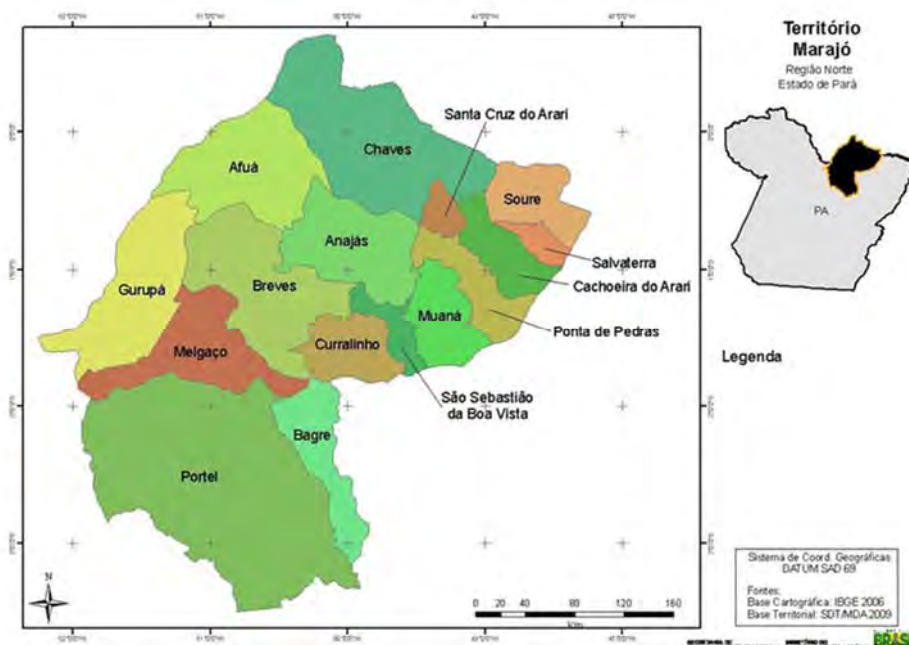 Território
Marajó
Região Norte
Estado de Pará
PA
Santa Cruz do Arari
Chaves
Afuá
Soure
Anajás
Salvaterra
Cachoeira do Arari
Gurupá
Breves
Muaná
Ponta de Pedras
Curralinho
Melgaço
São Sebastião
da Boa Vista
Bagre
Portel
Legenda
N
0 20 40 80 120 160
Km
Sistema de Coord. Geográficas
DATUM SAD 69
Fontes:
Base Cartográfica: IBGE 2006
Base Territorial: SDT/MDA 2009